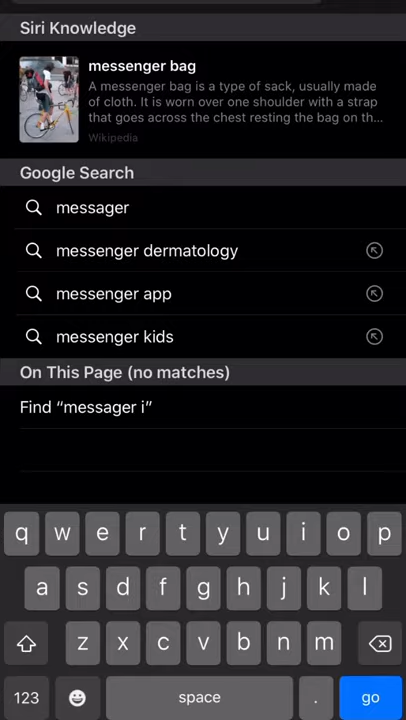 Siri Knowledge
messenger bag
A messenger bag is a type of sack, usually made
of cloth. It is worn over one shoulder with a strap
that goes across the chest resting the bag on th...
Wikipedia
Google Search
messager
messenger dermatology
messenger app
messenger kids
On This Page (no matches)
Find “messager i”
q w e r t y u i o p
a s d f g h j k l
z x c v b n m
123 space . go